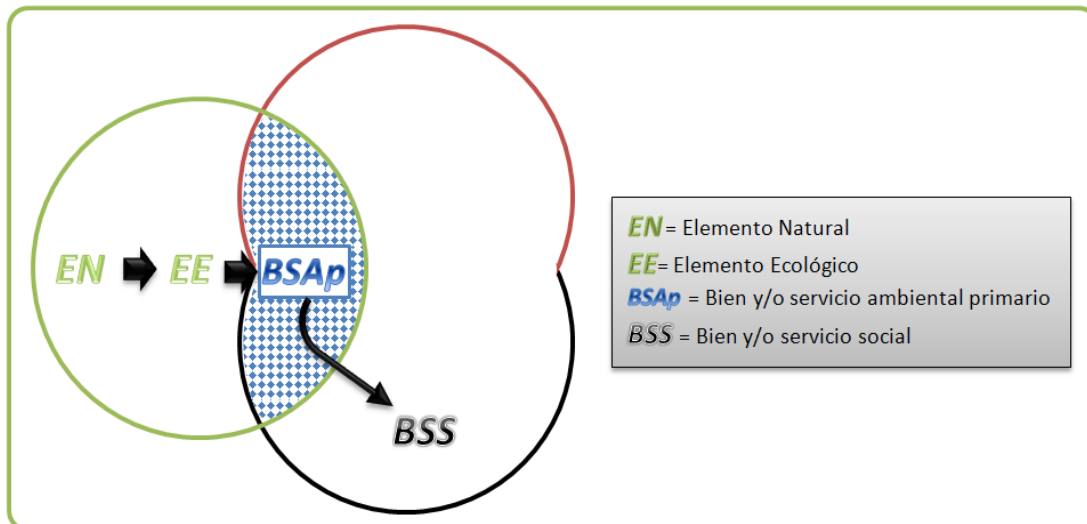 EN
EE
BSAp
BSS
EN = Elemento Natural
EE= Elemento Ecológico
BSAp = Bien y/o servicio ambiental primario
BSS = Bien y/o servicio social